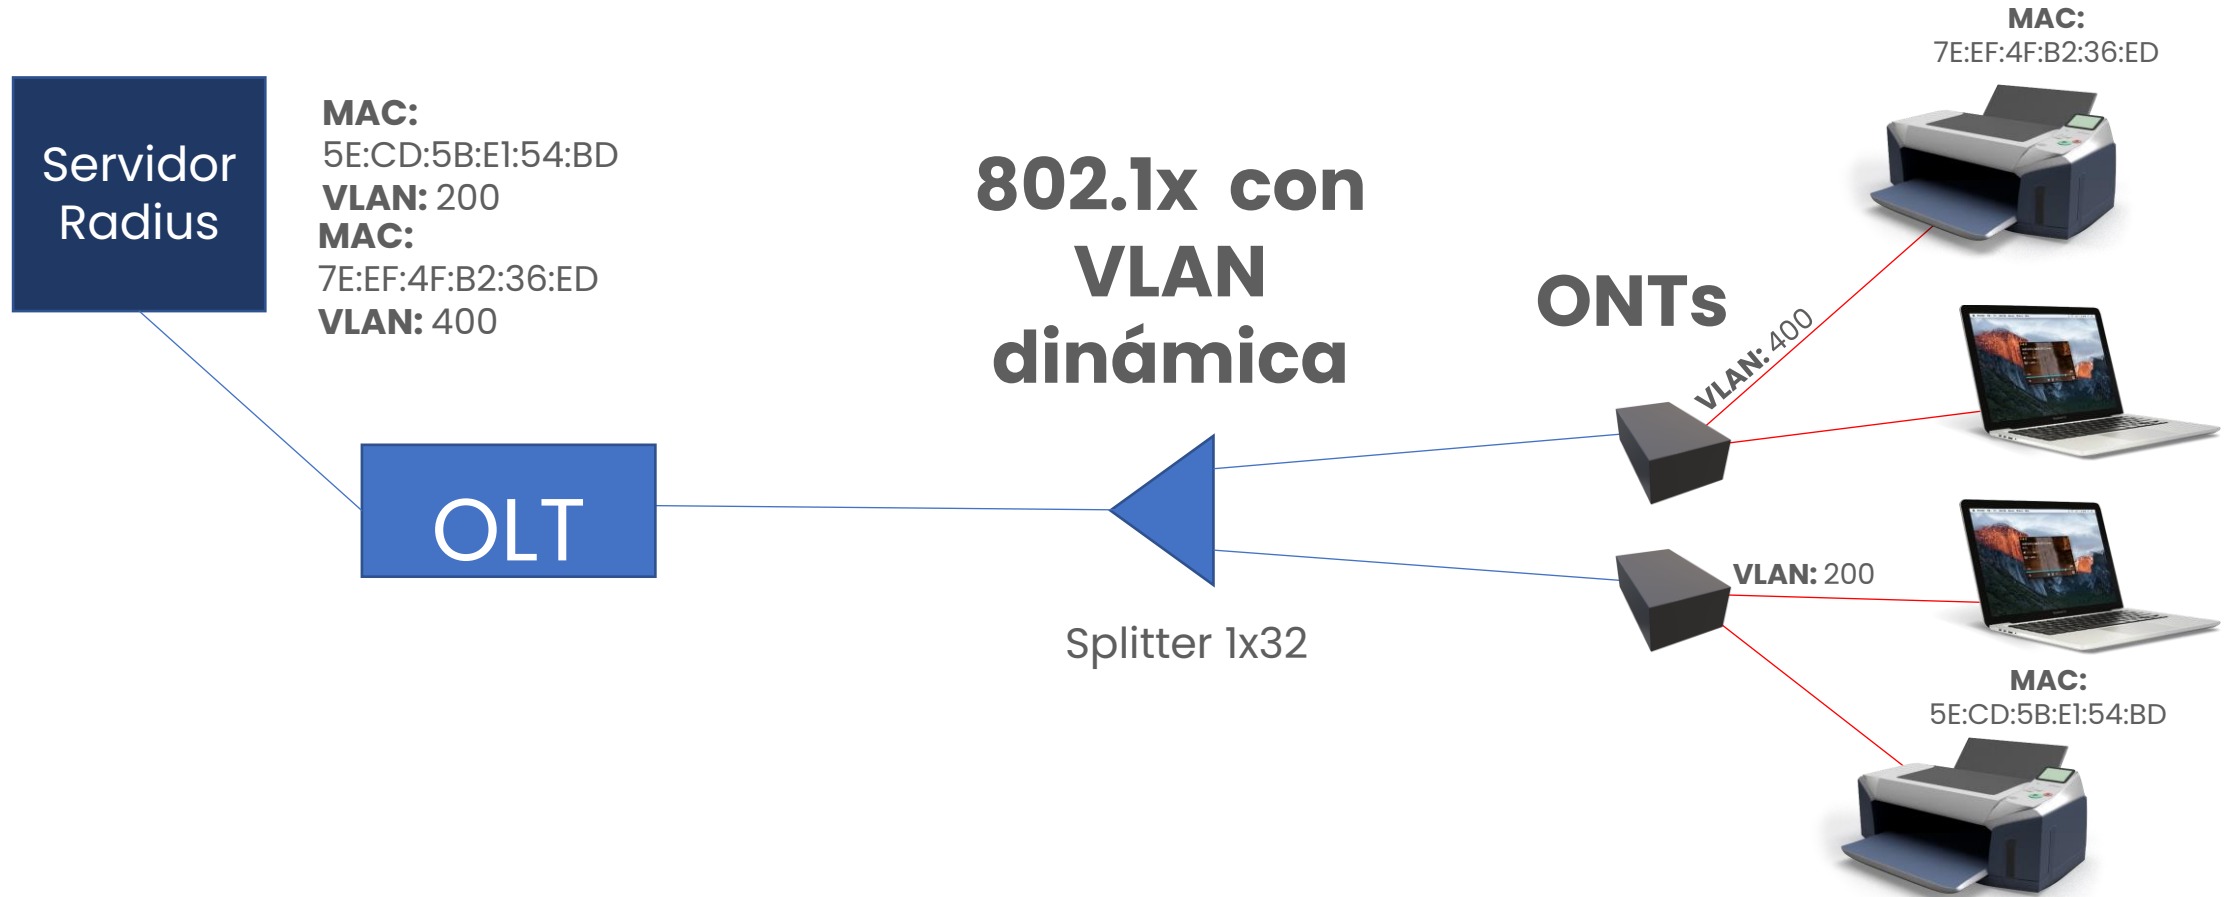 Servidor
Radius
MAC:
5E:CD:5B:E1:54:BD
VLAN: 200
MAC:
7E:EF:4F:B2:36:ED
VLAN: 400
OLT
802.1x con
VLAN
dinámica
Splitter 1x32
ONTs
MAC:
7E:EF:4F:B2:36:ED
VLAN: 400
VLAN: 200
MAC:
5E:CD:5B:E1:54:BD